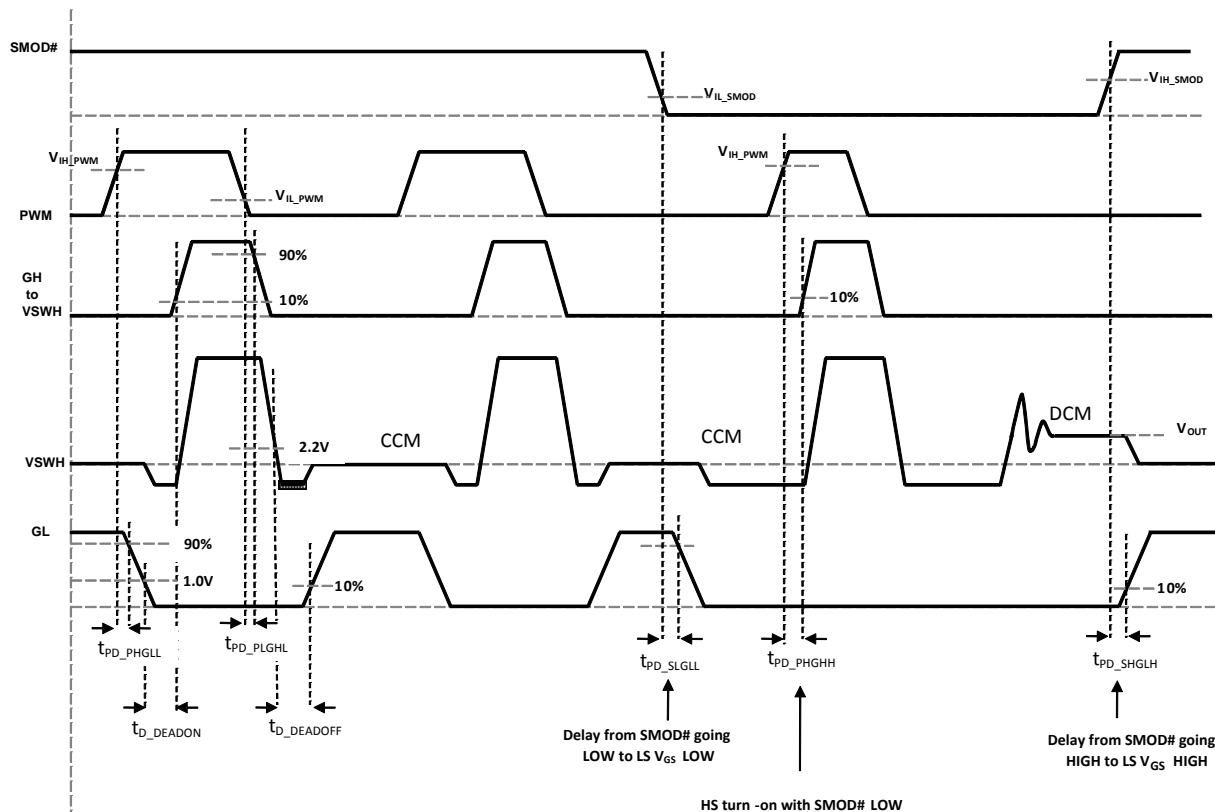 SMOD#
V_IL_SMOD
V_IH_SMOD
V_IH_PWM
V_IL_PWM
V_IH_PWM
PWM
90%
10%
10%
GH
to
VSWH
2.2V
CCM
CCM
DCM
V_OUT
VSWH
GL
90%
1.0V
10%
10%
t_PD_PHGLL
t_PD_PLGHL
t_PD_SLGLL
t_PD_PHGHH
t_PD_SHGLH
t_D_DEADON
t_D_DEADOFF
Delay from SMOD# going
LOW to LS V_GS LOW
Delay from SMOD# going
HIGH to LS V_GS HIGH
HS turn -on with SMOD# LOW